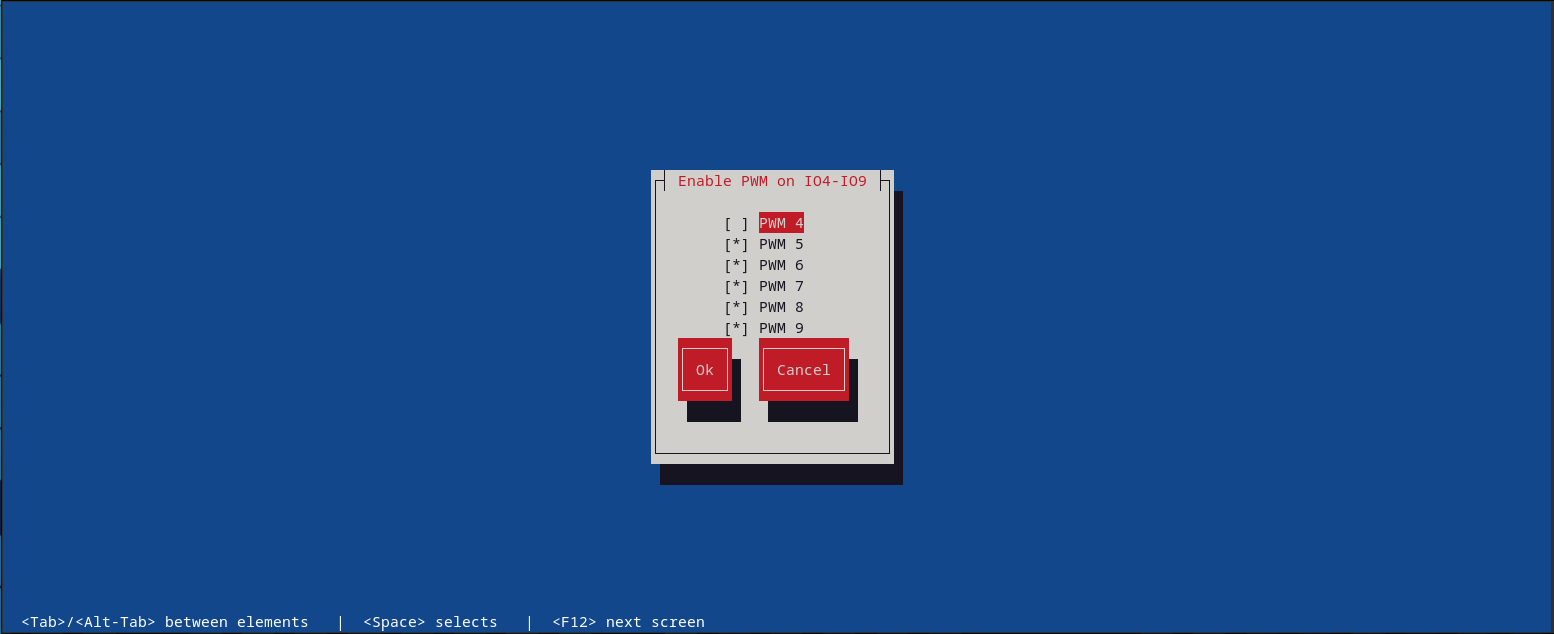 Enable PWM on IO4-IO9
[ ] PWM 4
[*] PWM 5
[*] PWM 6
[*] PWM 7
[*] PWM 8
[*] PWM 9
Ok Cancel
<Tab>/<Alt-Tab> between elements | <Space> selects | <F12> next screen